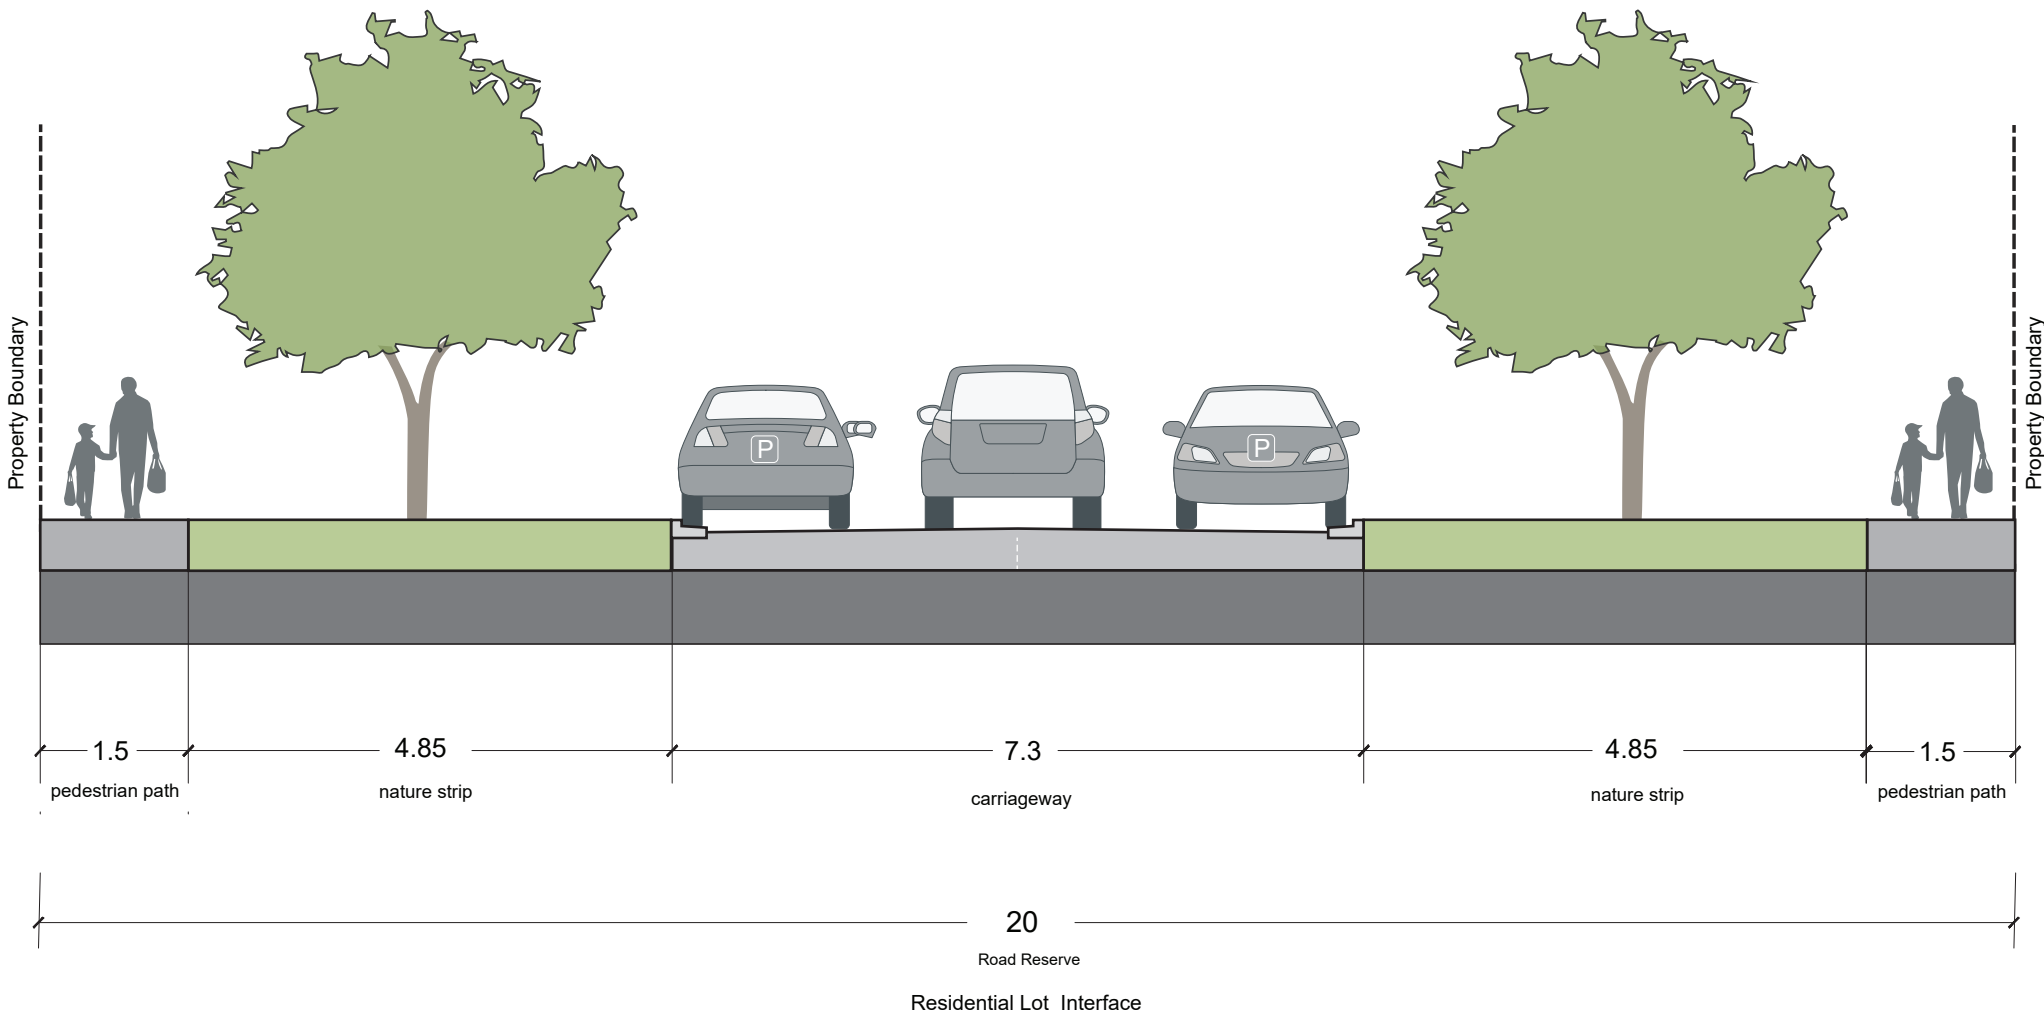 Property Boundary
Property Boundary
P
P
1.5
4.85
7.3
4.85
1.5
pedestrian path
nature strip
carriageway
nature strip
pedestrian path
20
Road Reserve
Residential Lot Interface